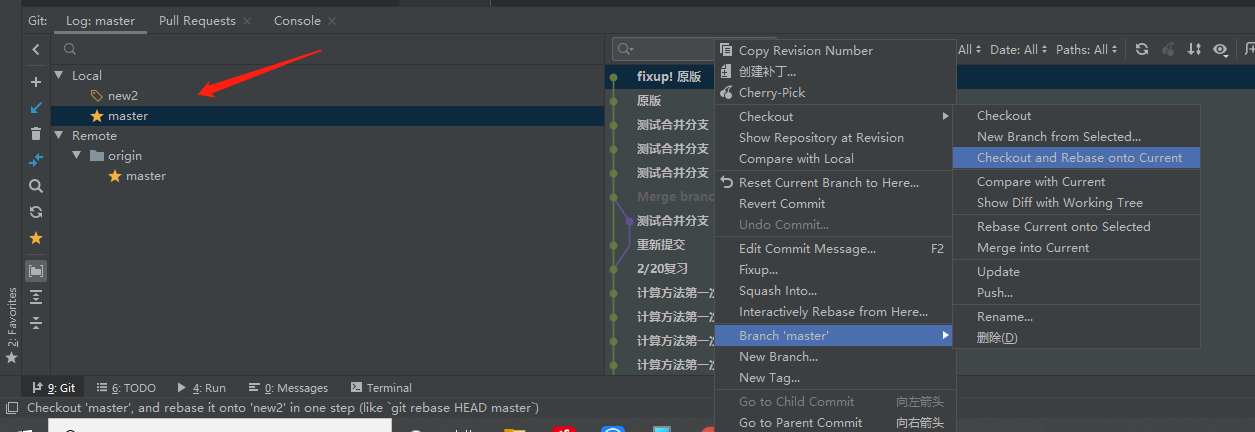 Git: Log: master Pull Requests Console
Local
new2
master
Remote
origin
master
All Date: All Paths: All
fixup! 原版
原版
测试合并分支
测试合并分支
测试合并分支
Merge branc
测试合并分支
重新提交
2/20复习
计算方法第一次
计算方法第一次
计算方法第一次
计算方法第一次
Copy Revision Number
创建补丁...
Cherry-Pick
Checkout
Show Repository at Revision
Compare with Local
Reset Current Branch to Here...
Revert Commit
Undo Commit...
Edit Commit Message... F2
Fixup...
Squash Into...
Interactively Rebase from Here...
Branch 'master'
New Branch...
New Tag...
Go to Child Commit 向左箭头
Go to Parent Commit 向右箭头
Checkout
New Branch from Selected...
Checkout and Rebase onto Current
Compare with Current
Show Diff with Working Tree
Rebase Current onto Selected
Merge into Current
Update
Push...
Rename...
删除(D)
2: Favorites
9: Git 6: TODO 4: Run 0: Messages Terminal
Checkout 'master', and rebase it onto 'new2' in one step (like `git rebase HEAD master`)